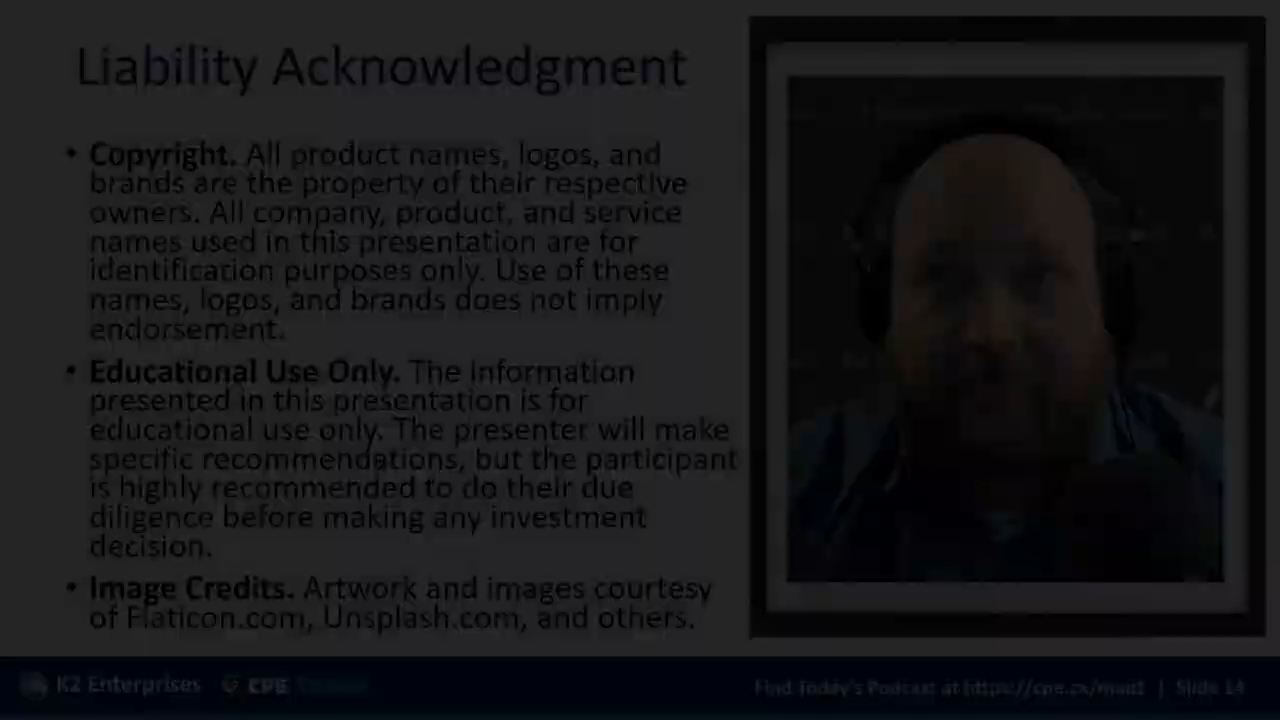 Liability Acknowledgment
• Copyright. All product names, logos, and
brands are the property of their respective
owners. All company, product, and service
names used in this presentation are for
identification purposes only. Use of these
names, logos, and brands does not imply
endorsement.
• Educational Use Only. The information
presented in this presentation is for
educational use only. The presenter will make
specific recommendations, but the participant
is highly recommended to do their due
diligence before making any investment
decision.
• Image Credits. Artwork and images courtesy
of Flaticon.com, Unsplash.com, and others.
K2 Enterprises CPE
Find Today's Podcast at | Slide 14